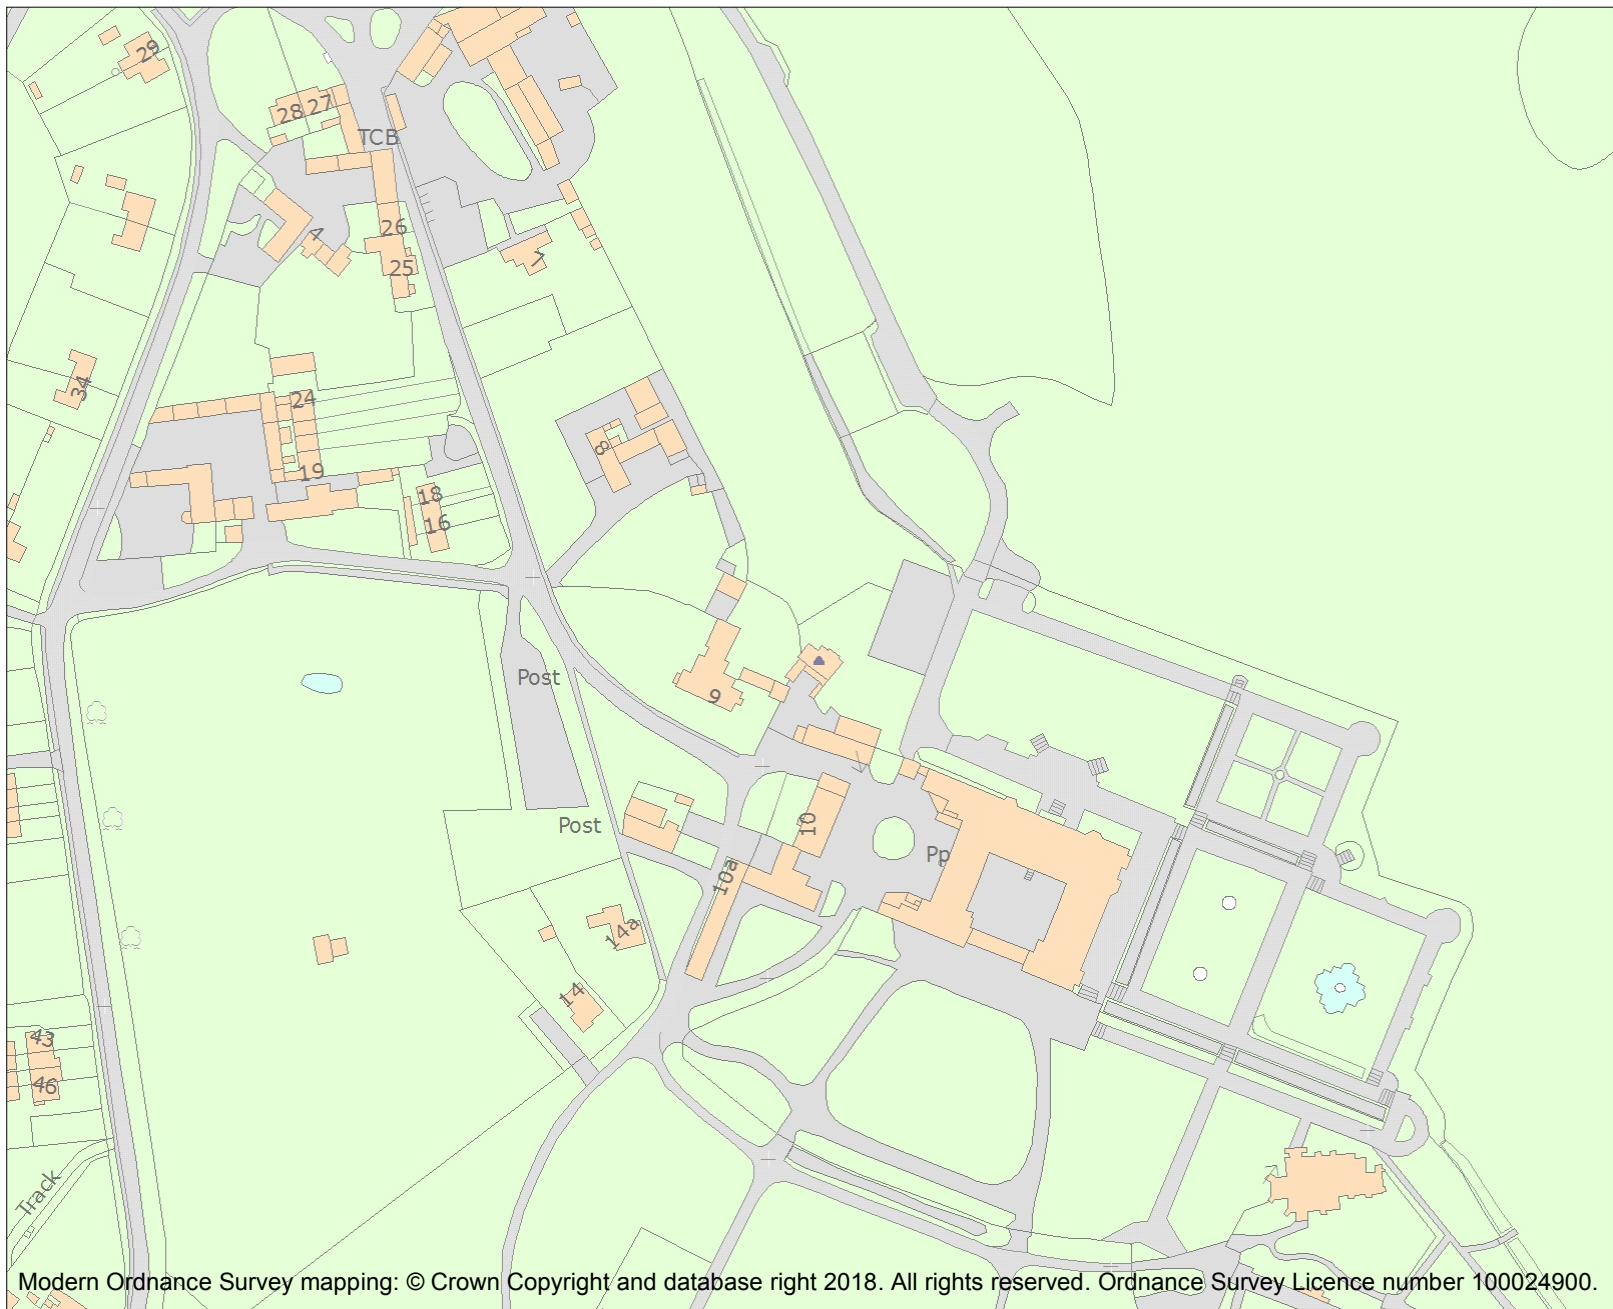 29
28 27
TCB
4
26
25
7
34
24
8
19
18
16
Post
9
Post
10
Pp
10a
14a
14
43
46
Track
Modern Ordnance Survey mapping: © Crown Copyright and database right 2018. All rights reserved. Ordnance Survey Licence number 100024900.